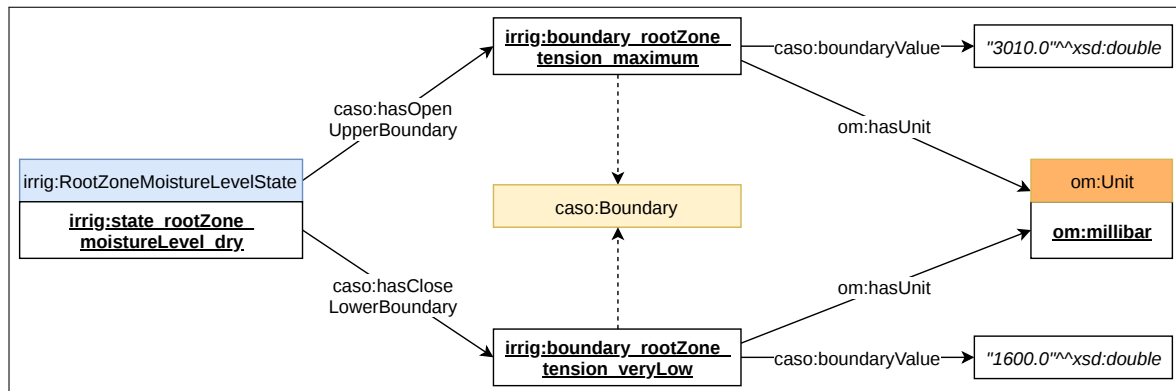 irrig:boundary_rootZone_
tension_maximum
caso:boundaryValue
"3010.0"^^xsd:double
caso:hasOpen
UpperBoundary
om:hasUnit
irrig:RootZoneMoistureLevelState
irrig:state_rootZone_
moistureLevel_dry
caso:Boundary
om:Unit
om:millibar
caso:hasClose
LowerBoundary
om:hasUnit
irrig:boundary_rootZone_
tension_veryLow
caso:boundaryValue
"1600.0"^^xsd:double